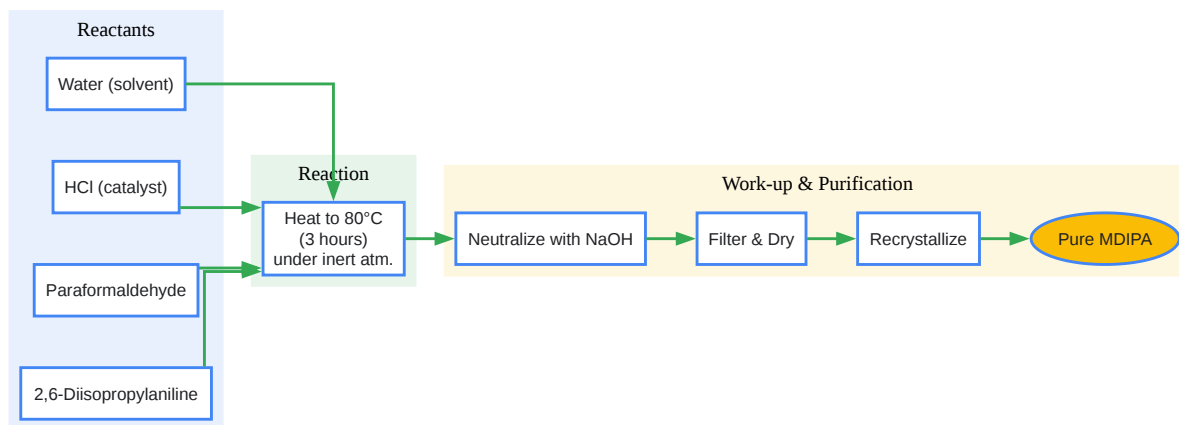 Reactants
Water (solvent)
HCl (catalyst)
Paraformaldehyde
2,6-Diisopropylaniline
Reaction
Heat to 80°C
(3 hours)
under inert atm.
Work-up & Purification
Neutralize with NaOH
Filter & Dry
Recrystallize
Pure MDIPA